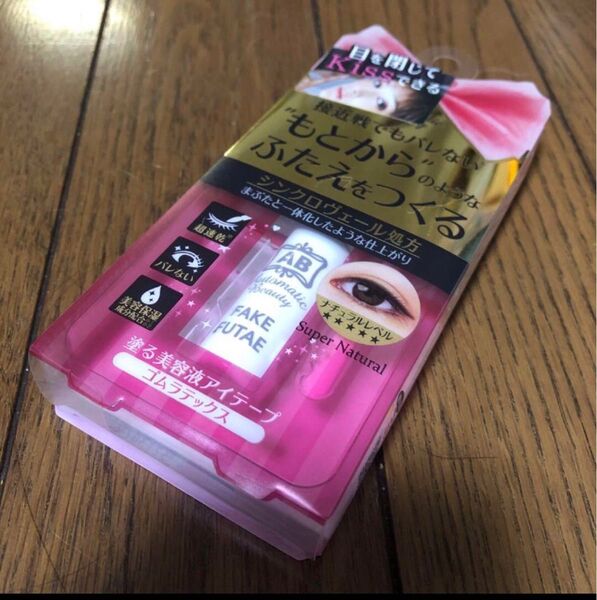 目を閉じて
Kissできる
接近戦でもバレない
"もとから"のような
ふたえをつくる
シンクロヴェール処方
まぶたと一体化したような仕上がり
超速乾
バレない
美容保湿
成分配合
AB
Automatic
Beauty
FAKE
FUTAE
ナチュラルレベル
★★★★★
Super Natural
塗る美容液アイテープ
ゴムラテックス